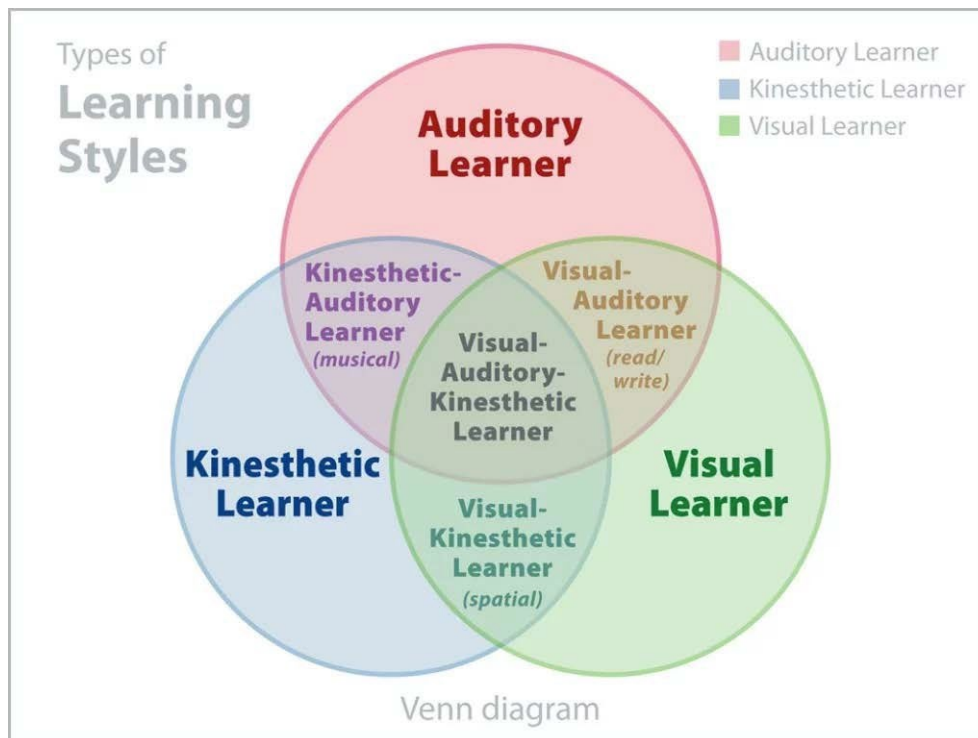 Types of
Learning
Styles
Auditory Learner
Kinesthetic Learner
Visual Learner
Auditory
Learner
Kinesthetic-
Auditory
Learner
(musical)
Visual-
Auditory
Learner
(read/
write)
Visual-
Auditory-
Kinesthetic
Learner
Kinesthetic
Learner
Visual
Learner
Visual-
Kinesthetic
Learner
(spatial)
Venn diagram